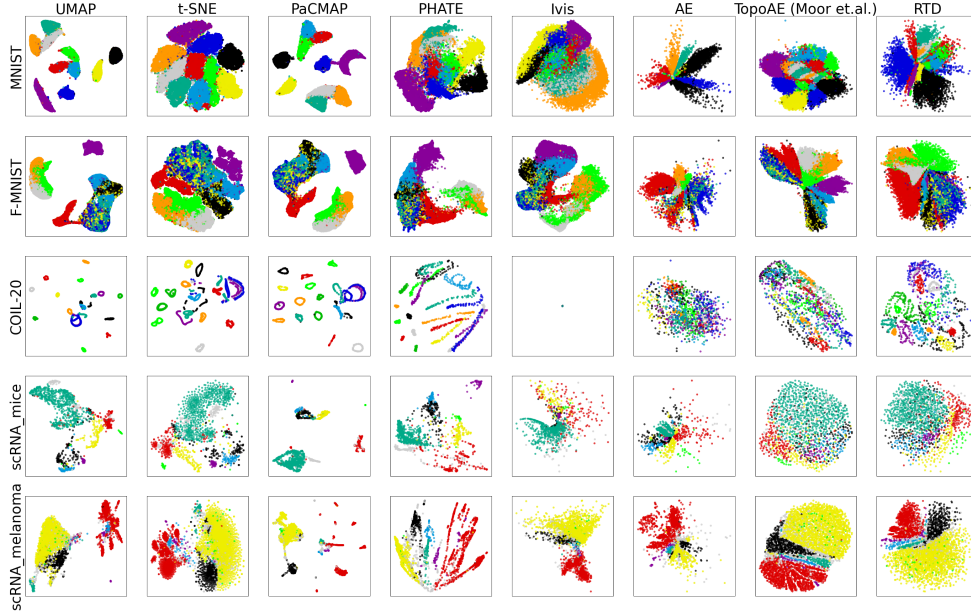 UMAP t-SNE PaCMAP PHATE Ivis AE TopoAE (Moor et.al.) RTD
MNIST
F-MNIST
COIL-20
scRNA_mice
scRNA_melanoma